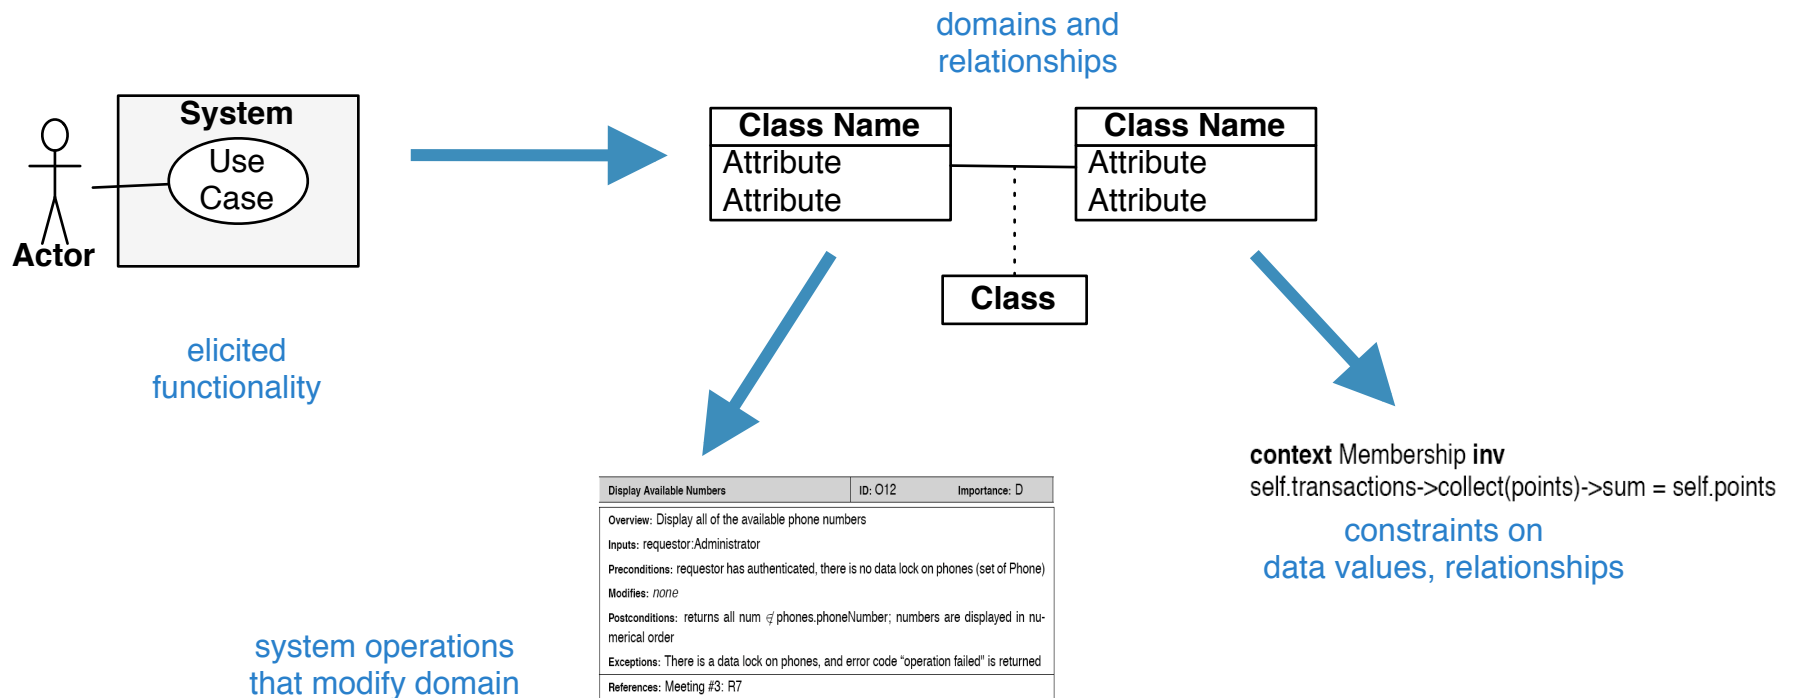 domains and
relationships
System
Use
Case
Actor
Class Name
Attribute
Attribute
Class Name
Attribute
Attribute
Class
elicited
functionality
Display Available Numbers ID: O12 Importance: D
Overview: Display all of the available phone numbers
Inputs: requestor:Administrator
Preconditions: requestor has authenticated, there is no data lock on phones (set of Phone)
Modifies: none
Postconditions: returns all num ∉ phones.phoneNumber; numbers are displayed in nu-
merical order
Exceptions: There is a data lock on phones, and error code “operation failed” is returned
References: Meeting #3: R7
context Membership inv
self.transactions->collect(points)->sum = self.points
constraints on
data values, relationships
system operations
that modify domain